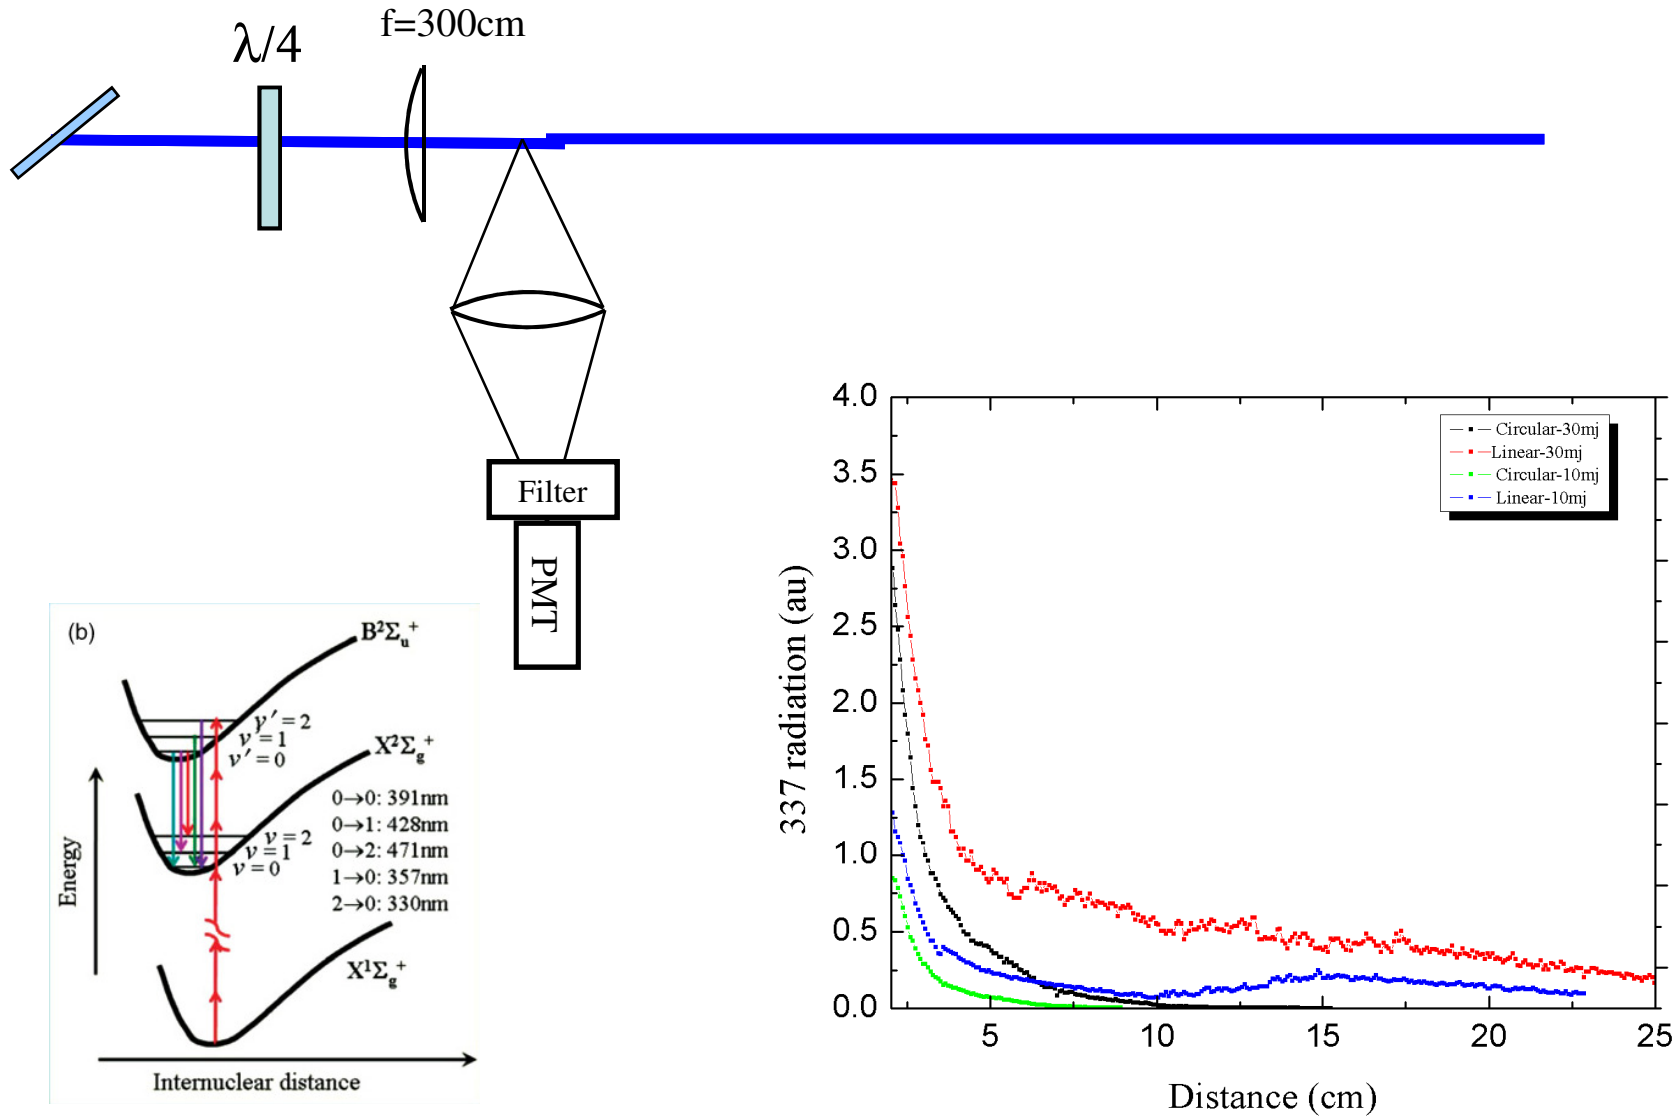 f=300cm
λ/4
Filter
PMT
(b)
B²Σᵤ⁺
ν′ = 2
ν′ = 1
ν′ = 0
X²Σg⁺
0→0: 391nm
0→1: 428nm
0→2: 471nm
1→0: 357nm
2→0: 330nm
ν = 2
ν = 1
ν = 0
X¹Σg⁺
Energy
Internuclear distance
4.0
3.5
3.0
2.5
2.0
1.5
1.0
0.5
0.0
337 radiation (au)
Circular-30mj
Linear-30mj
Circular-10mj
Linear-10mj
5 10 15 20 25
Distance (cm)